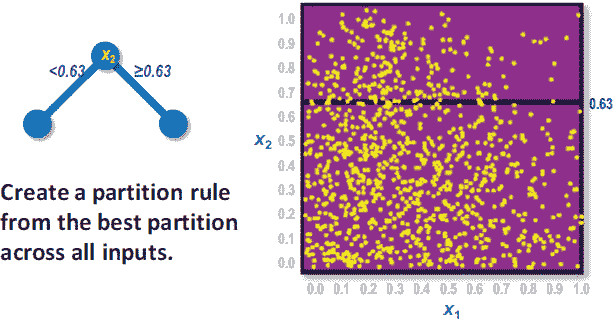 x2
<0.63 ≥0.63
Create a partition rule
from the best partition
across all inputs.
1.0
0.9
0.8
0.7
0.6
0.5
0.4
0.3
0.2
0.1
0.0
x2
0.63
0.0 0.1 0.2 0.3 0.4 0.5 0.6 0.7 0.8 0.9 1.0
x1